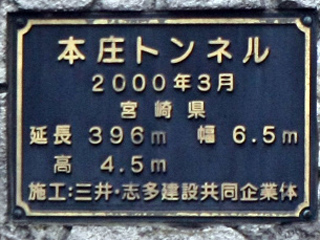 本庄トンネル
2000年3月
宮崎県
延長 396m 幅 6.5m
高 4.5m
施工:三井・志多建設共同企業体